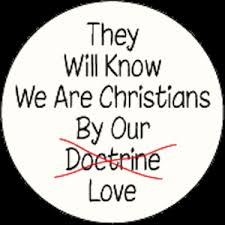 They
Will Know
We Are Christians
By Our
Doctrine
Love